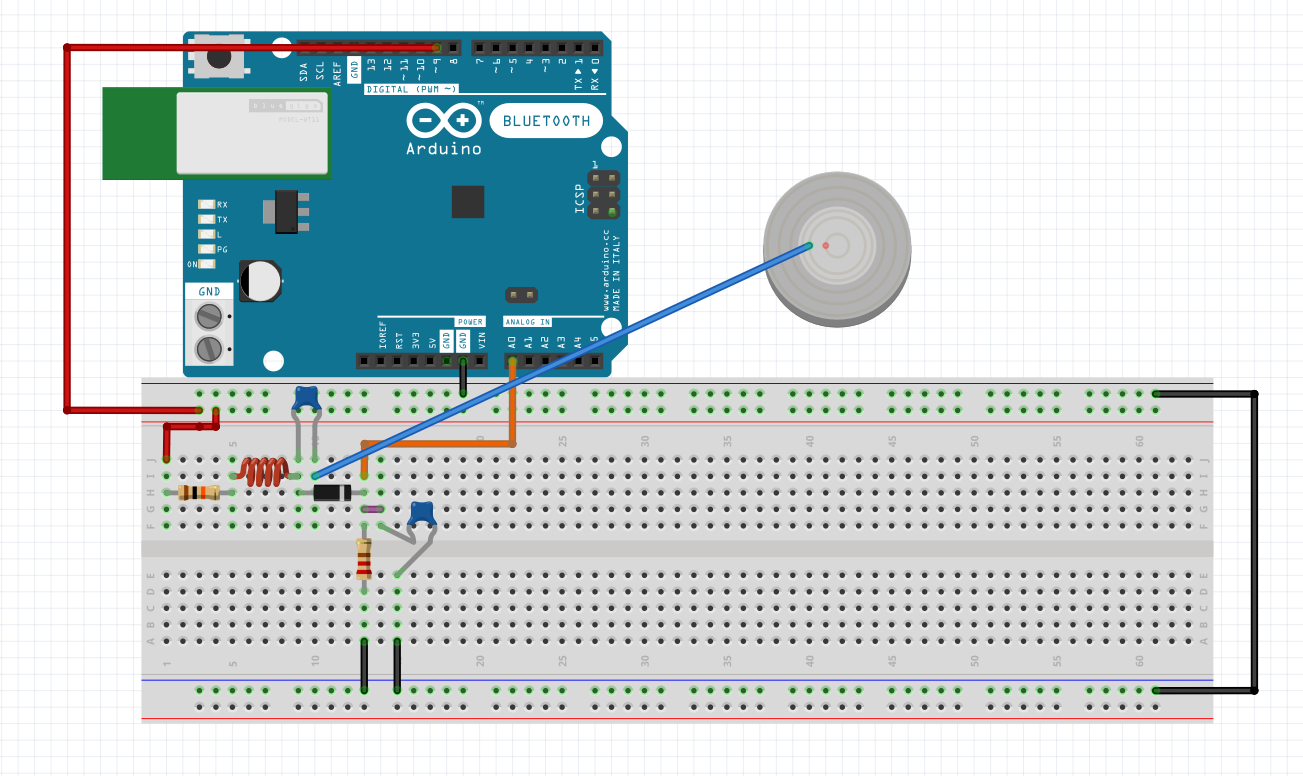 SDA SCL AREF GND 13 12 ~11 ~10 ~9 8 7 ~6 ~5 4 ~3 2 TX▶1 RX◀0
DIGITAL (PWM ~)
TM
BLUETOOTH
Arduino
1
ICSP
RX
TX
L
PG
ON
www.arduino.cc
MADE IN ITALY
GND
POWER
ANALOG IN
IOREF RST 3V3 5V GND GND VIN A0 A1 A2 A3 A4 5
5 20 25 30 35 40 45 50 55 60
J J
I I
H H
G G
F F
E E
D D
C C
B B
A A
1 5 10 20 25 30 35 40 45 50 55 60